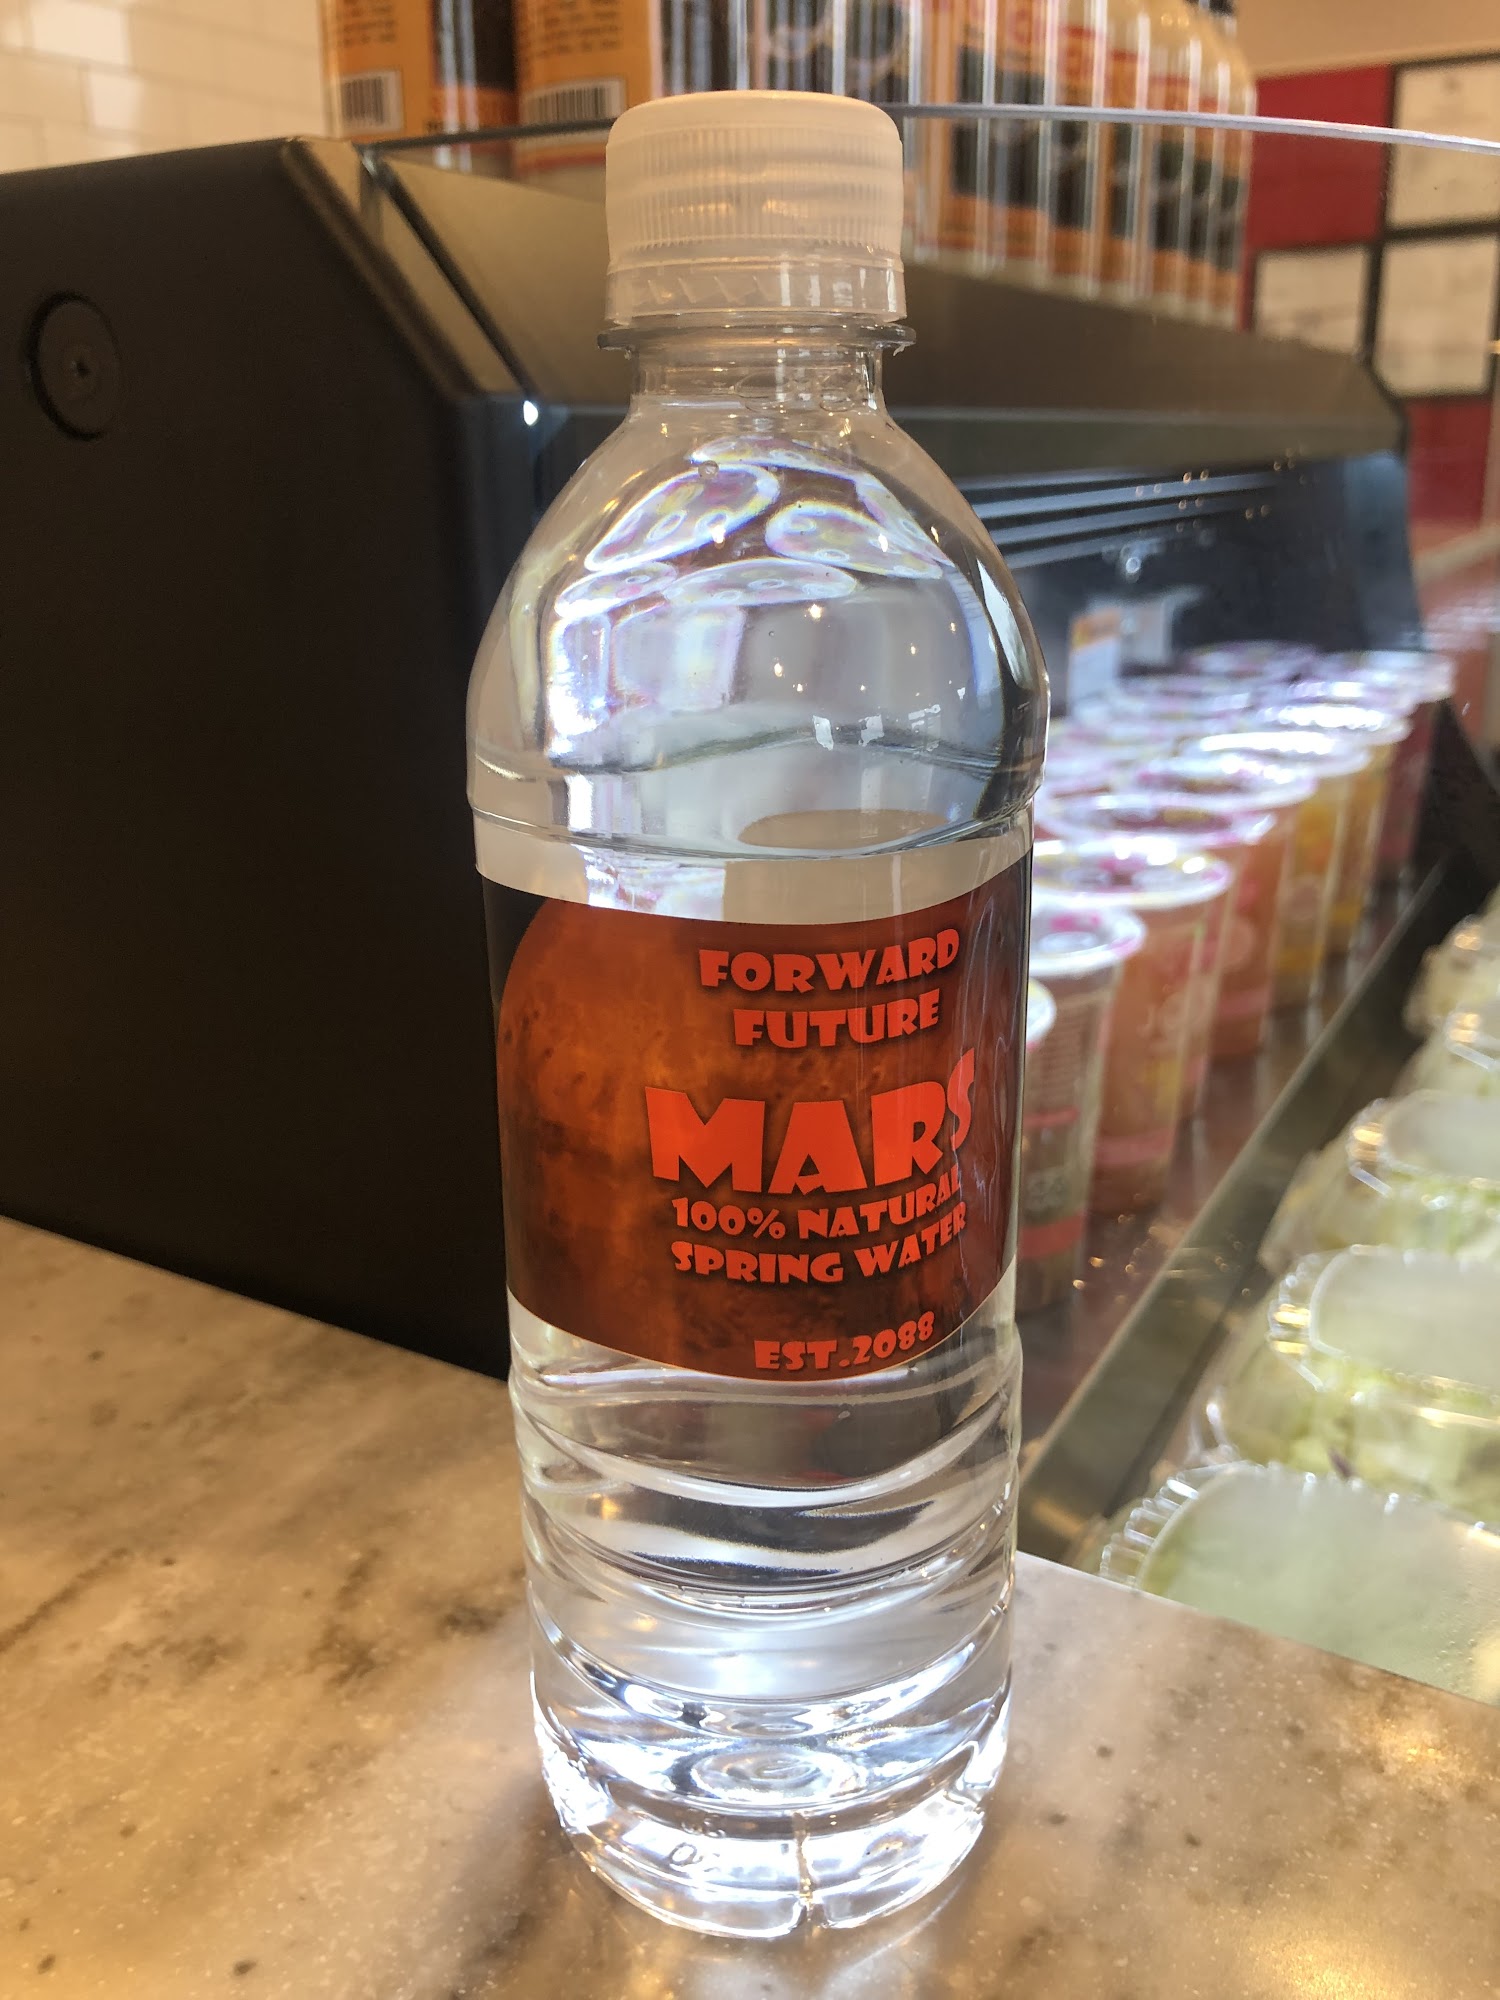 FORWARD
FUTURE
MARS
100% NATURAL
SPRING WATER
EST.2088